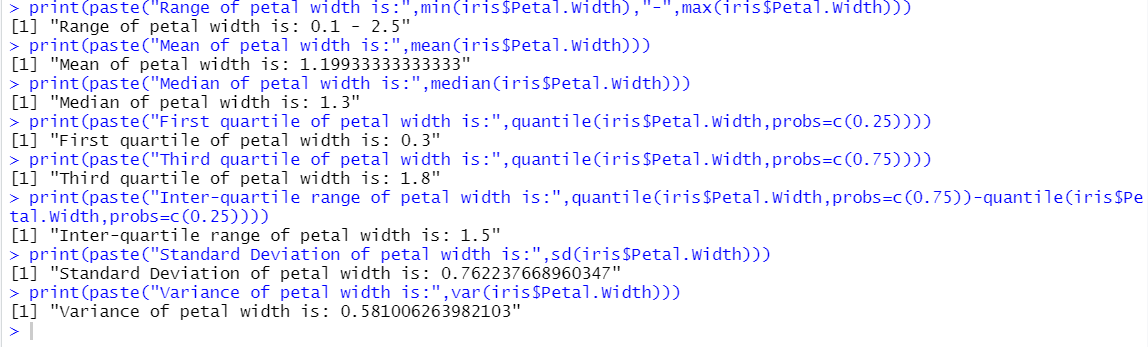 > print(paste("Range of petal width is:",min(iris$Petal.Width),"-",max(iris$Petal.Width)))
[1] "Range of petal width is: 0.1 - 2.5"
> print(paste("Mean of petal width is:",mean(iris$Petal.Width)))
[1] "Mean of petal width is: 1.19933333333333"
> print(paste("Median of petal width is:",median(iris$Petal.Width)))
[1] "Median of petal width is: 1.3"
> print(paste("First quartile of petal width is:",quantile(iris$Petal.Width,probs=c(0.25))))
[1] "First quartile of petal width is: 0.3"
> print(paste("Third quartile of petal width is:",quantile(iris$Petal.Width,probs=c(0.75))))
[1] "Third quartile of petal width is: 1.8"
> print(paste("Inter-quartile range of petal width is:",quantile(iris$Petal.Width,probs=c(0.75))-quantile(iris$Pe
tal.Width,probs=c(0.25))))
[1] "Inter-quartile range of petal width is: 1.5"
> print(paste("Standard Deviation of petal width is:",sd(iris$Petal.Width)))
[1] "Standard Deviation of petal width is: 0.762237668960347"
> print(paste("Variance of petal width is:",var(iris$Petal.Width)))
[1] "Variance of petal width is: 0.581006263982103"
>